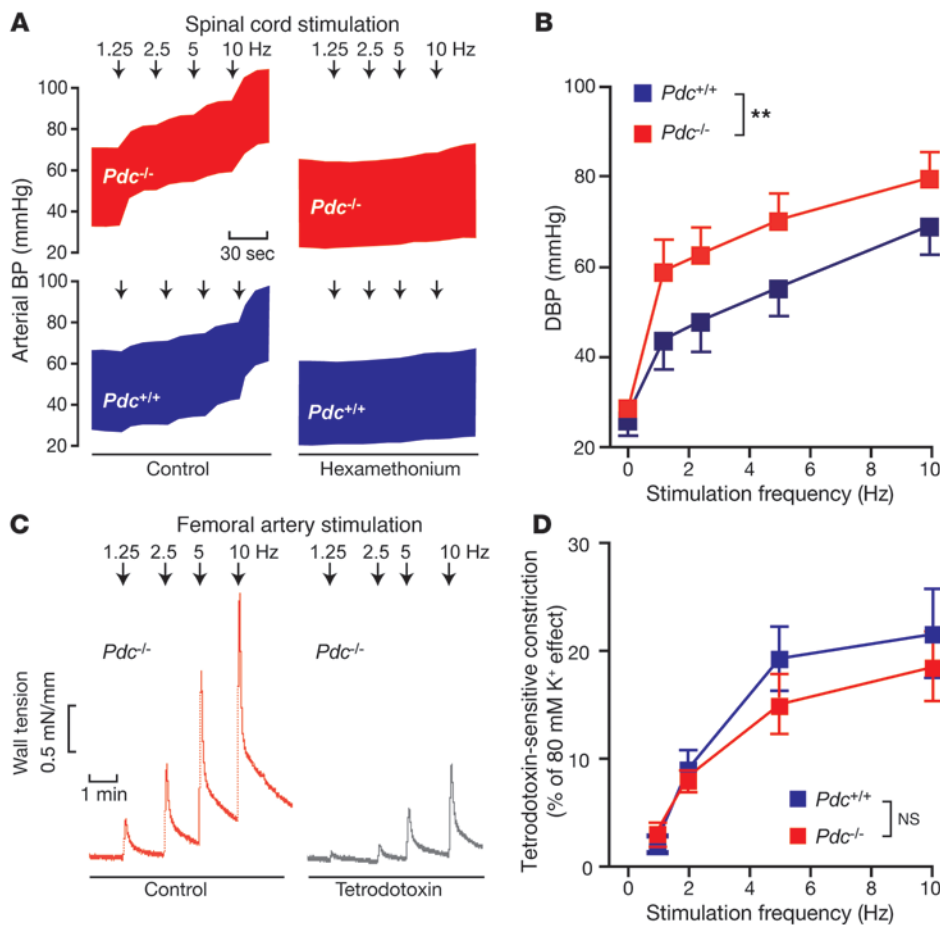 A
Spinal cord stimulation
1.25 2.5 5 10 Hz
1.25 2.5 5 10 Hz
Arterial BP (mmHg)
100
80
60
40
20
Pdc-/-
30 sec
Pdc-/-
100
80
60
40
20
Pdc+/+
Pdc+/+
Control
Hexamethonium
B
DBP (mmHg)
100
80
60
40
20
Pdc+/+
Pdc-/-
**
0 2 4 6 8 10
Stimulation frequency (Hz)
C
Femoral artery stimulation
1.25 2.5 5 10 Hz
1.25 2.5 5 10 Hz
Pdc-/-
Pdc-/-
Wall tension
0.5 mN/mm
1 min
Control
Tetrodotoxin
D
Tetrodotoxin-sensitive constriction
(% of 80 mM K+ effect)
30
20
10
0
Pdc+/+
Pdc-/-
NS
0 2 4 6 8 10
Stimulation frequency (Hz)